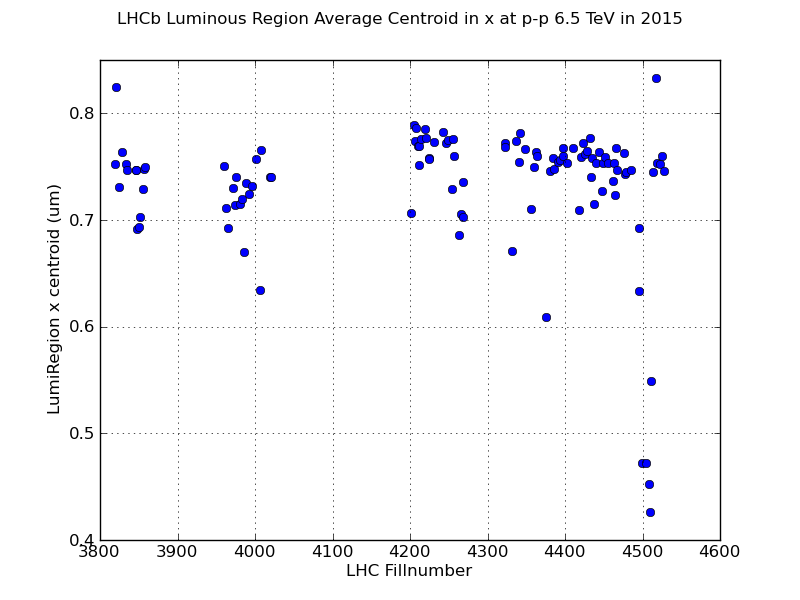 LHCb Luminous Region Average Centroid in x at p-p 6.5 TeV in 2015
LumiRegion x centroid (um)
0.8
0.7
0.6
0.5
0.4
3800 3900 4000 4100 4200 4300 4400 4500 4600
LHC Fillnumber